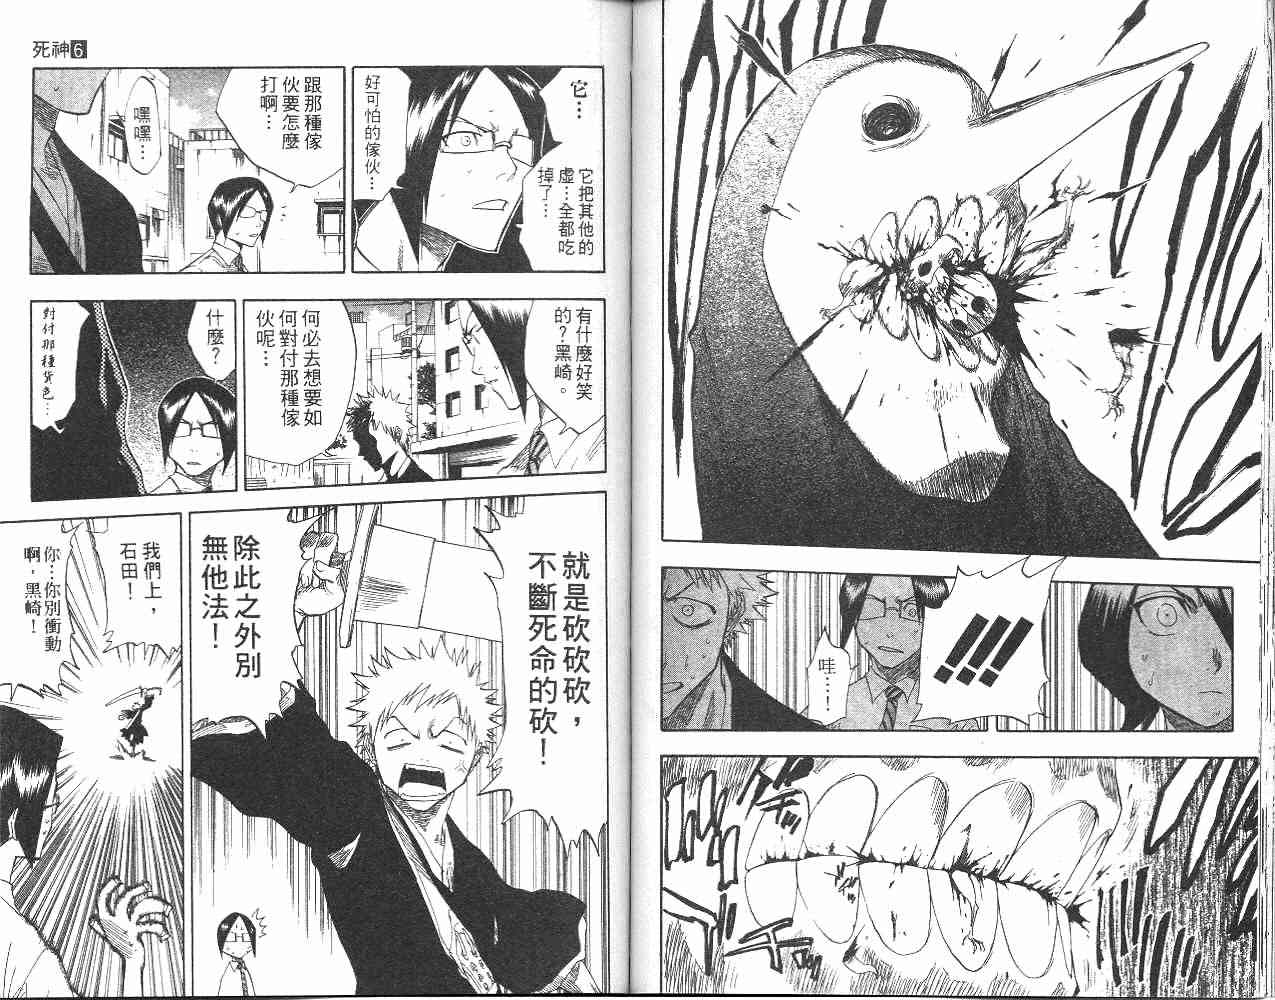 !!!
哇…!
死神6
它…
它把其他的
虛…全都吃
掉了…
好可怕的傢伙…
跟那種傢
伙要怎麼
打啊…
…
嘿嘿…
有什麼好笑
的?黑崎。
何必去想要如
何對付那種傢
伙呢…
什麼?
對付那種貨色…
就是砍砍砍,
不斷死命的砍!
除此之外別
無他法!
我們上,
石田!
你…你別衝動
啊,黑崎!